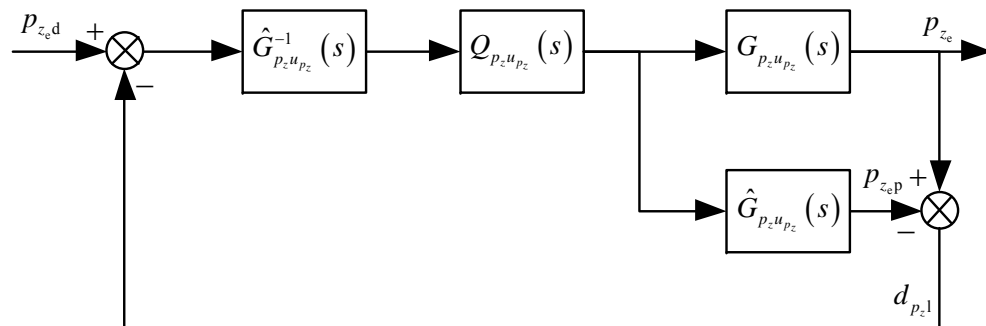 p_{z_e d} + Ĝ^{-1}_{p_z u_{p_z}}(s) Q_{p_z u_{p_z}}(s) G_{p_z u_{p_z}}(s) p_{z_e}
−
Ĝ_{p_z u_{p_z}}(s) p_{z_e p} +
−
d_{p_z l}